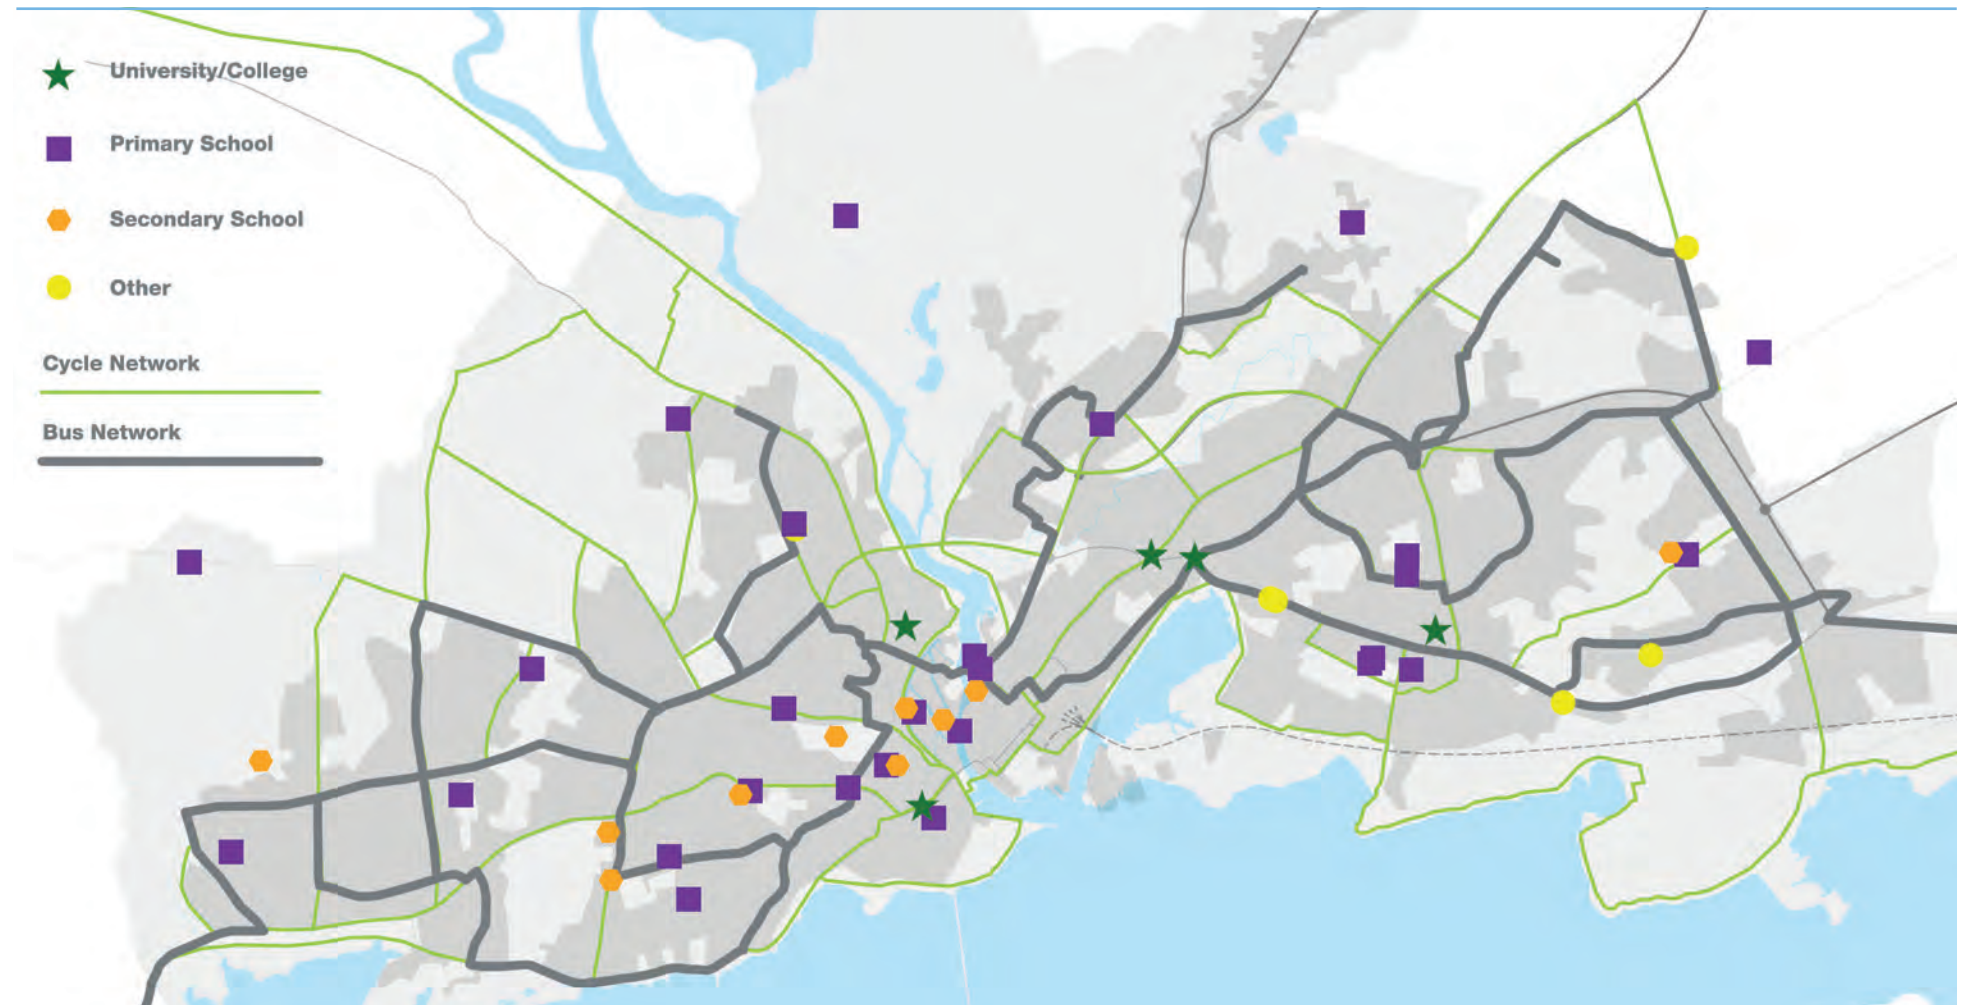 University/College
Primary School
Secondary School
Other
Cycle Network
Bus Network